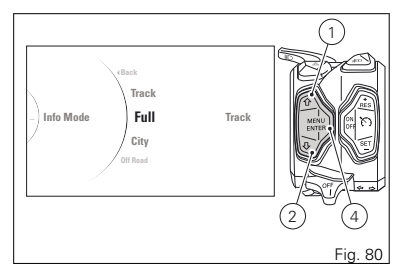 1
◂Back
Track
Info Mode
Full
Track
City
Off Road
MENU
ENTER
RES
ON
OFF
SET
OFF
2
4
Fig. 80